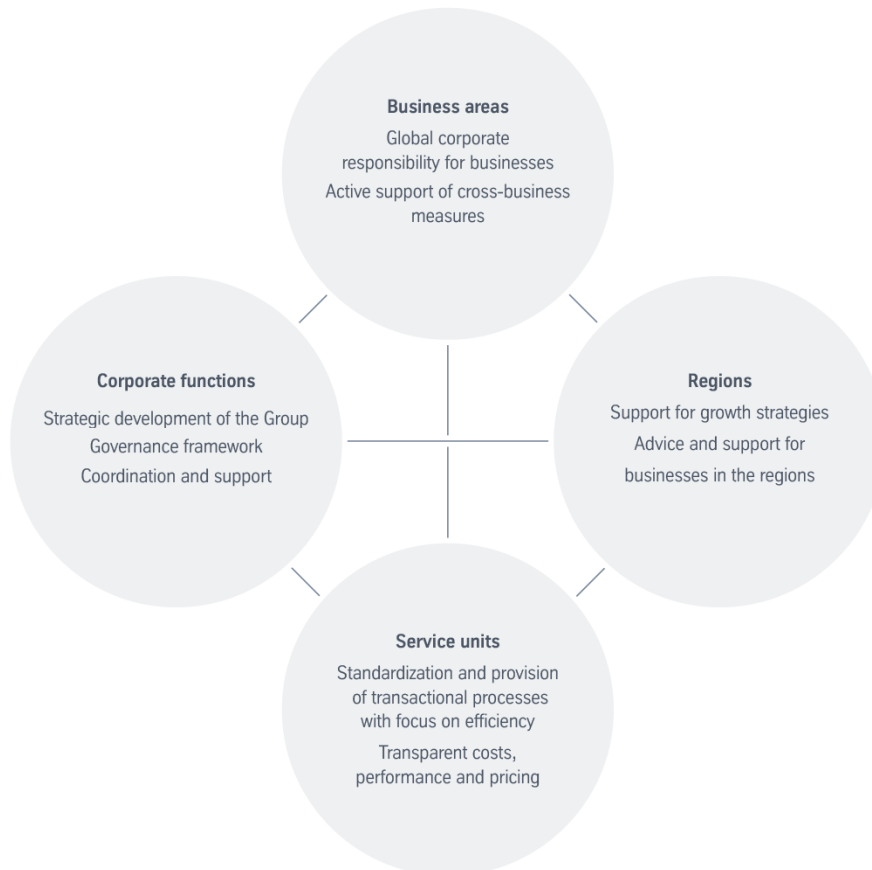 Business areas
Global corporate
responsibility for businesses
Active support of cross-business
measures
Corporate functions
Strategic development of the Group
Governance framework
Coordination and support
Regions
Support for growth strategies
Advice and support for
businesses in the regions
Service units
Standardization and provision
of transactional processes
with focus on efficiency
Transparent costs,
performance and pricing